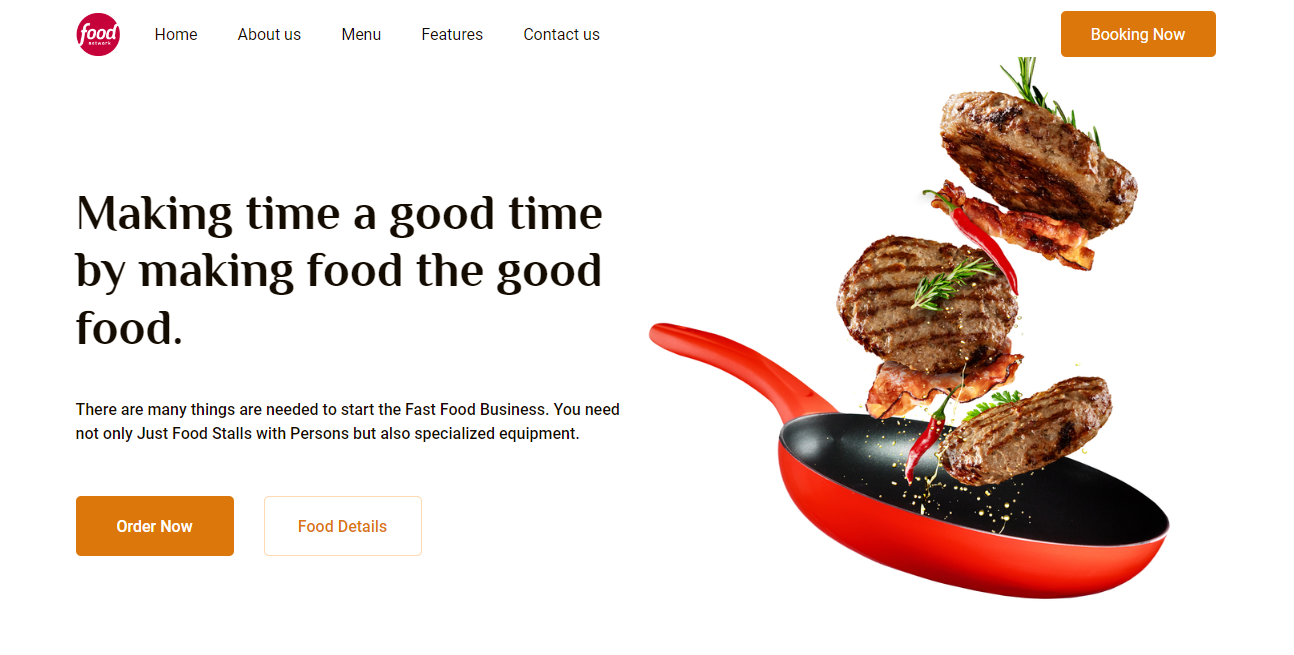 food
network
Home
About us
Menu
Features
Contact us
Booking Now
Making time a good time
by making food the good
food.
There are many things are needed to start the Fast Food Business. You need
not only Just Food Stalls with Persons but also specialized equipment.
Order Now
Food Details